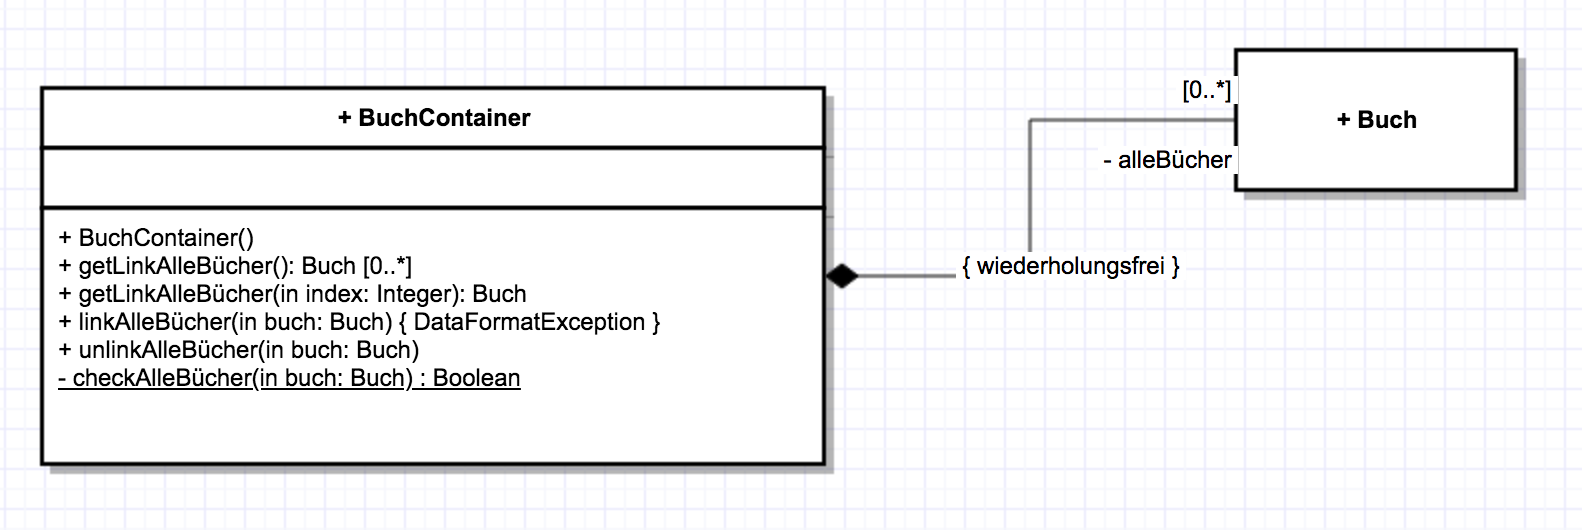 + BuchContainer
+ BuchContainer()
+ getLinkAlleBücher(): Buch [0..*]
+ getLinkAlleBücher(in index: Integer): Buch
+ linkAlleBücher(in buch: Buch) { DataFormatException }
+ unlinkAlleBücher(in buch: Buch)
- checkAlleBücher(in buch: Buch) : Boolean
{ wiederholungsfrei }
[0..*]
- alleBücher
+ Buch